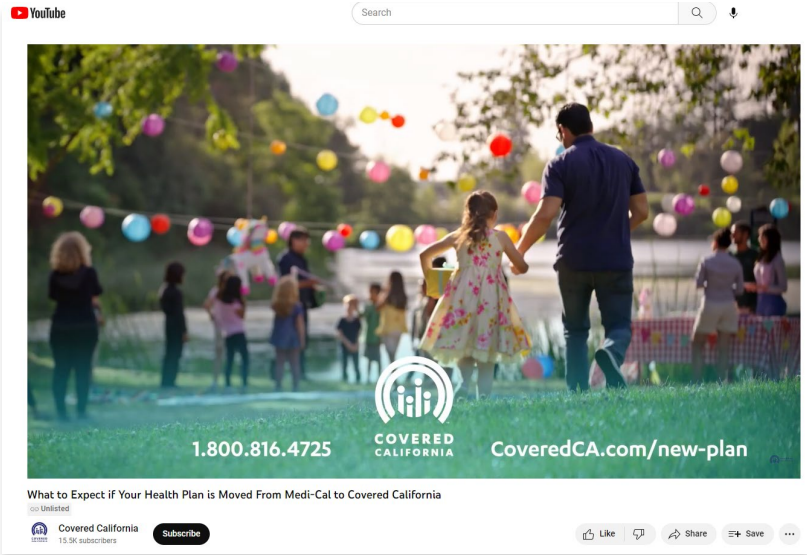 YouTube
Search
1.800.816.4725
COVERED
CALIFORNIA
CoveredCA.com/new-plan
What to Expect if Your Health Plan is Moved From Medi-Cal to Covered California
Unlisted
Covered California
15.5K subscribers
Subscribe
Like
Share
Save